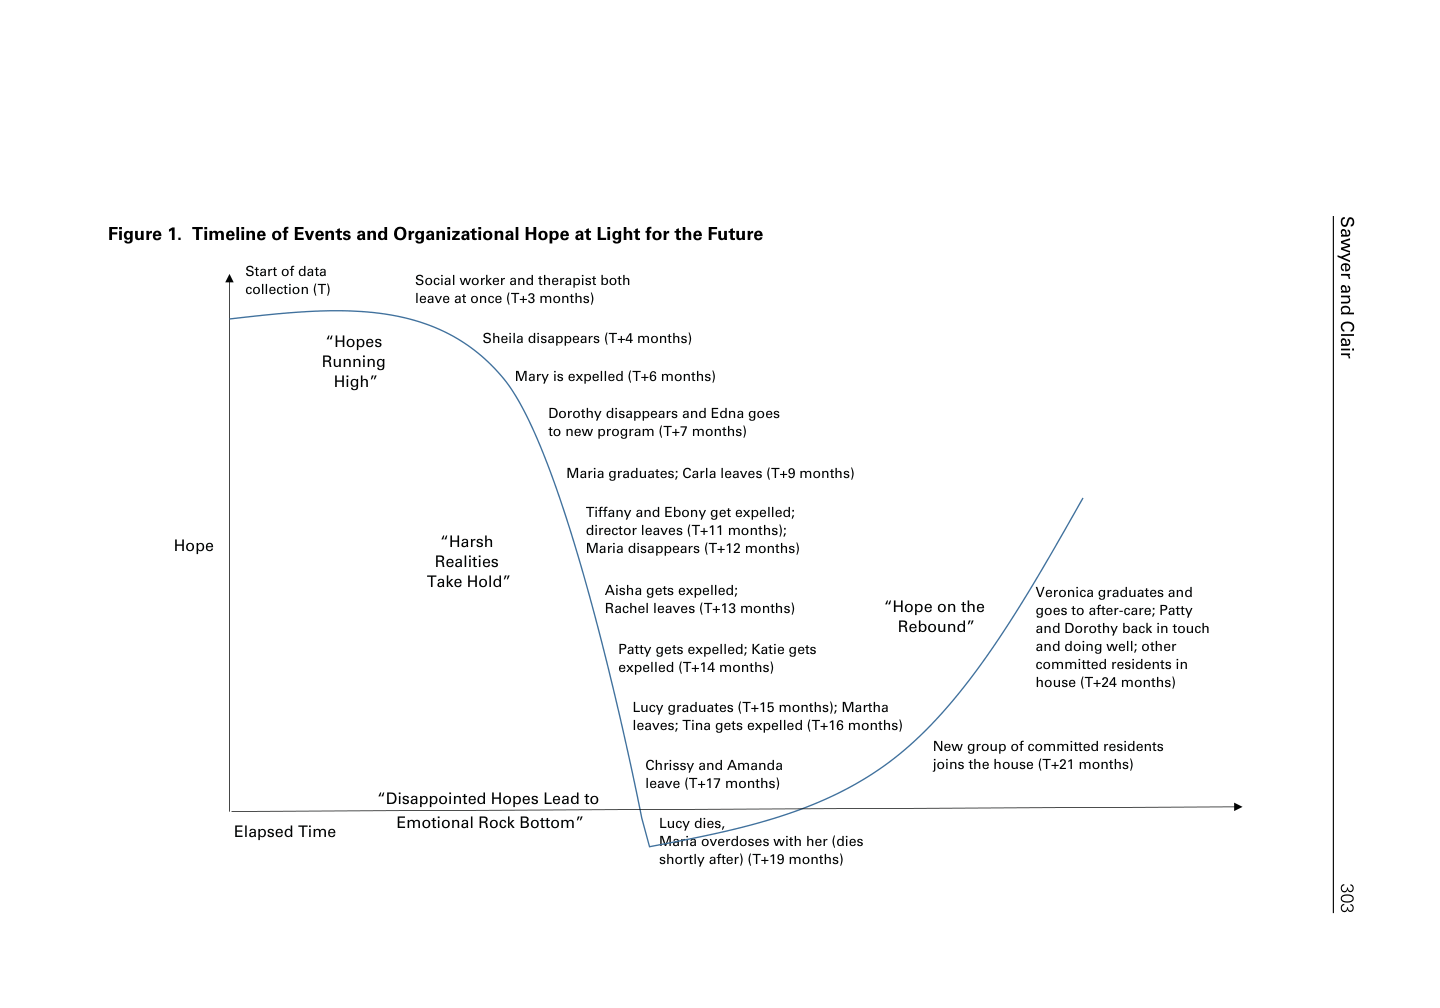 Figure 1. Timeline of Events and Organizational Hope at Light for the Future
Start of data
collection (T)
Social worker and therapist both
leave at once (T+3 months)
“Hopes
Running
High”
Sheila disappears (T+4 months)
Mary is expelled (T+6 months)
Dorothy disappears and Edna goes
to new program (T+7 months)
Maria graduates; Carla leaves (T+9 months)
Tiffany and Ebony get expelled;
director leaves (T+11 months);
Maria disappears (T+12 months)
Hope
“Harsh
Realities
Take Hold”
Aisha gets expelled;
Rachel leaves (T+13 months)
“Hope on the
Rebound”
Veronica graduates and
goes to after-care; Patty
and Dorothy back in touch
and doing well; other
committed residents in
house (T+24 months)
Patty gets expelled; Katie gets
expelled (T+14 months)
Lucy graduates (T+15 months); Martha
leaves; Tina gets expelled (T+16 months)
New group of committed residents
joins the house (T+21 months)
Chrissy and Amanda
leave (T+17 months)
“Disappointed Hopes Lead to
Emotional Rock Bottom”
Elapsed Time
Lucy dies,
Maria overdoses with her (dies
shortly after) (T+19 months)
Sawyer and Clair
303